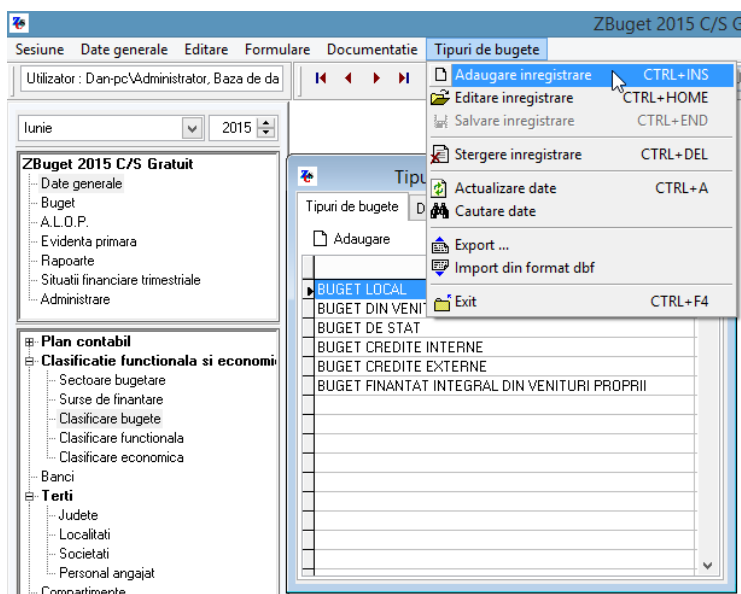 ZBuget 2015 C/S G
Sesiune Date generale Editare Formulare Documentatie Tipuri de bugete
Utilizator : Dan-pc\Administrator, Baza de da
Iunie 2015
ZBuget 2015 C/S Gratuit
Date generale
Buget
A.L.O.P.
Evidenta primara
Rapoarte
Situatii financiare trimestriale
Administrare
Plan contabil
Clasificatie functionala si economi
Sectoare bugetare
Surse de finantare
Clasificare bugete
Clasificare functionala
Clasificare economica
Banci
Terti
Judete
Localitati
Societati
Personal angajat
Compartimente
Adaugare inregistrare CTRL+INS
Editare inregistrare CTRL+HOME
Salvare inregistrare CTRL+END
Stergere inregistrare CTRL+DEL
Actualizare date CTRL+A
Cautare date
Export ...
Import din format dbf
Exit CTRL+F4
Tipu
Tipuri de bugete D
Adaugare
BUGET LOCAL
BUGET DIN VENIT
BUGET DE STAT
BUGET CREDITE INTERNE
BUGET CREDITE EXTERNE
BUGET FINANTAT INTEGRAL DIN VENITURI PROPRII